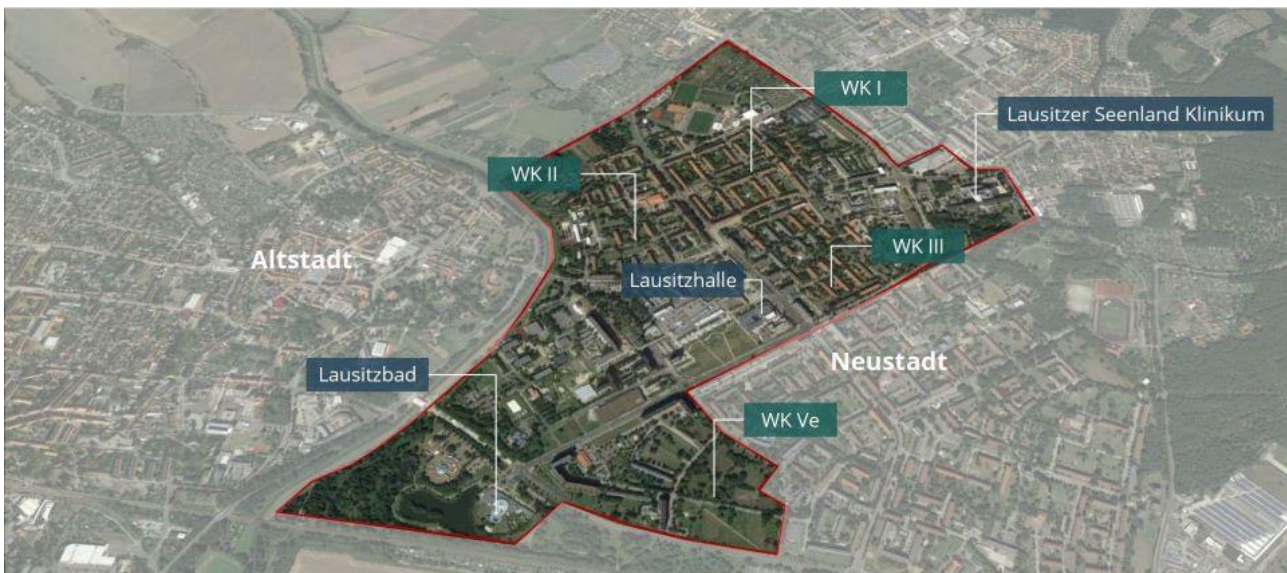 WK I
Lausitzer Seenland Klinikum
WK II
WK III
Altstadt
Lausitzhalle
Neustadt
Lausitzbad
WK Ve